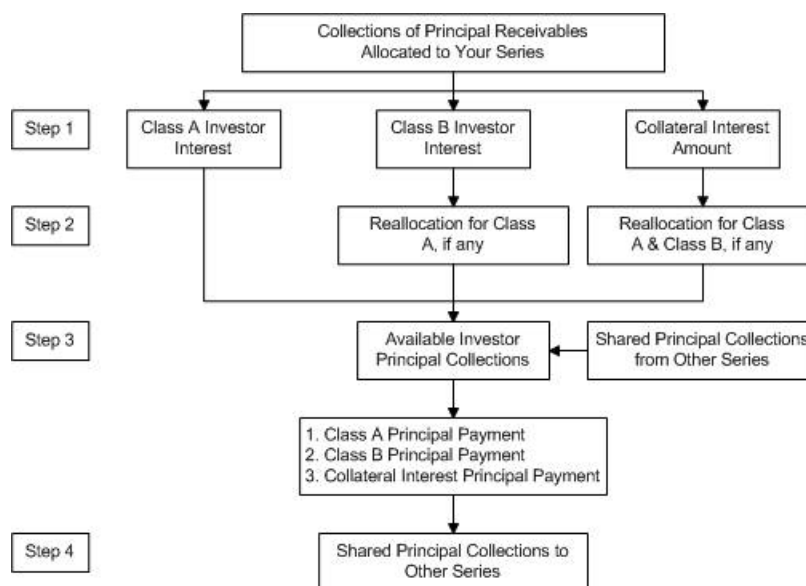 Collections of Principal Receivables
Allocated to Your Series
Step 1
Class A Investor
Interest
Class B Investor
Interest
Collateral Interest
Amount
Step 2
Reallocation for Class
A, if any
Reallocation for Class
A & Class B, if any
Step 3
Available Investor
Principal Collections
Shared Principal Collections
from Other Series
1. Class A Principal Payment
2. Class B Principal Payment
3. Collateral Interest Principal Payment
Step 4
Shared Principal Collections to
Other Series